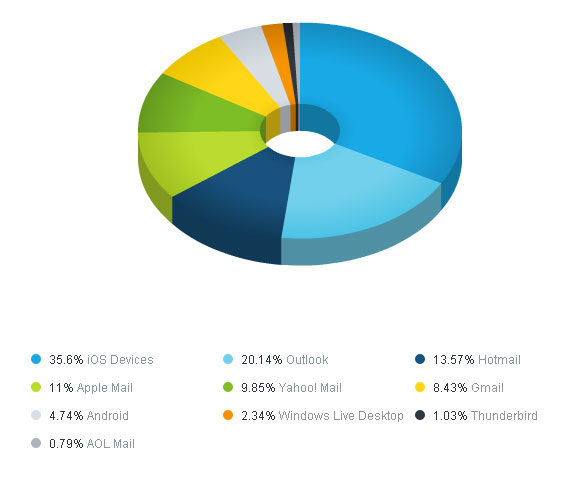 35.6% iOS Devices 20.14% Outlook 13.57% Hotmail
11% Apple Mail 9.85% Yahoo! Mail 8.43% Gmail
4.74% Android 2.34% Windows Live Desktop 1.03% Thunderbird
0.79% AOL Mail